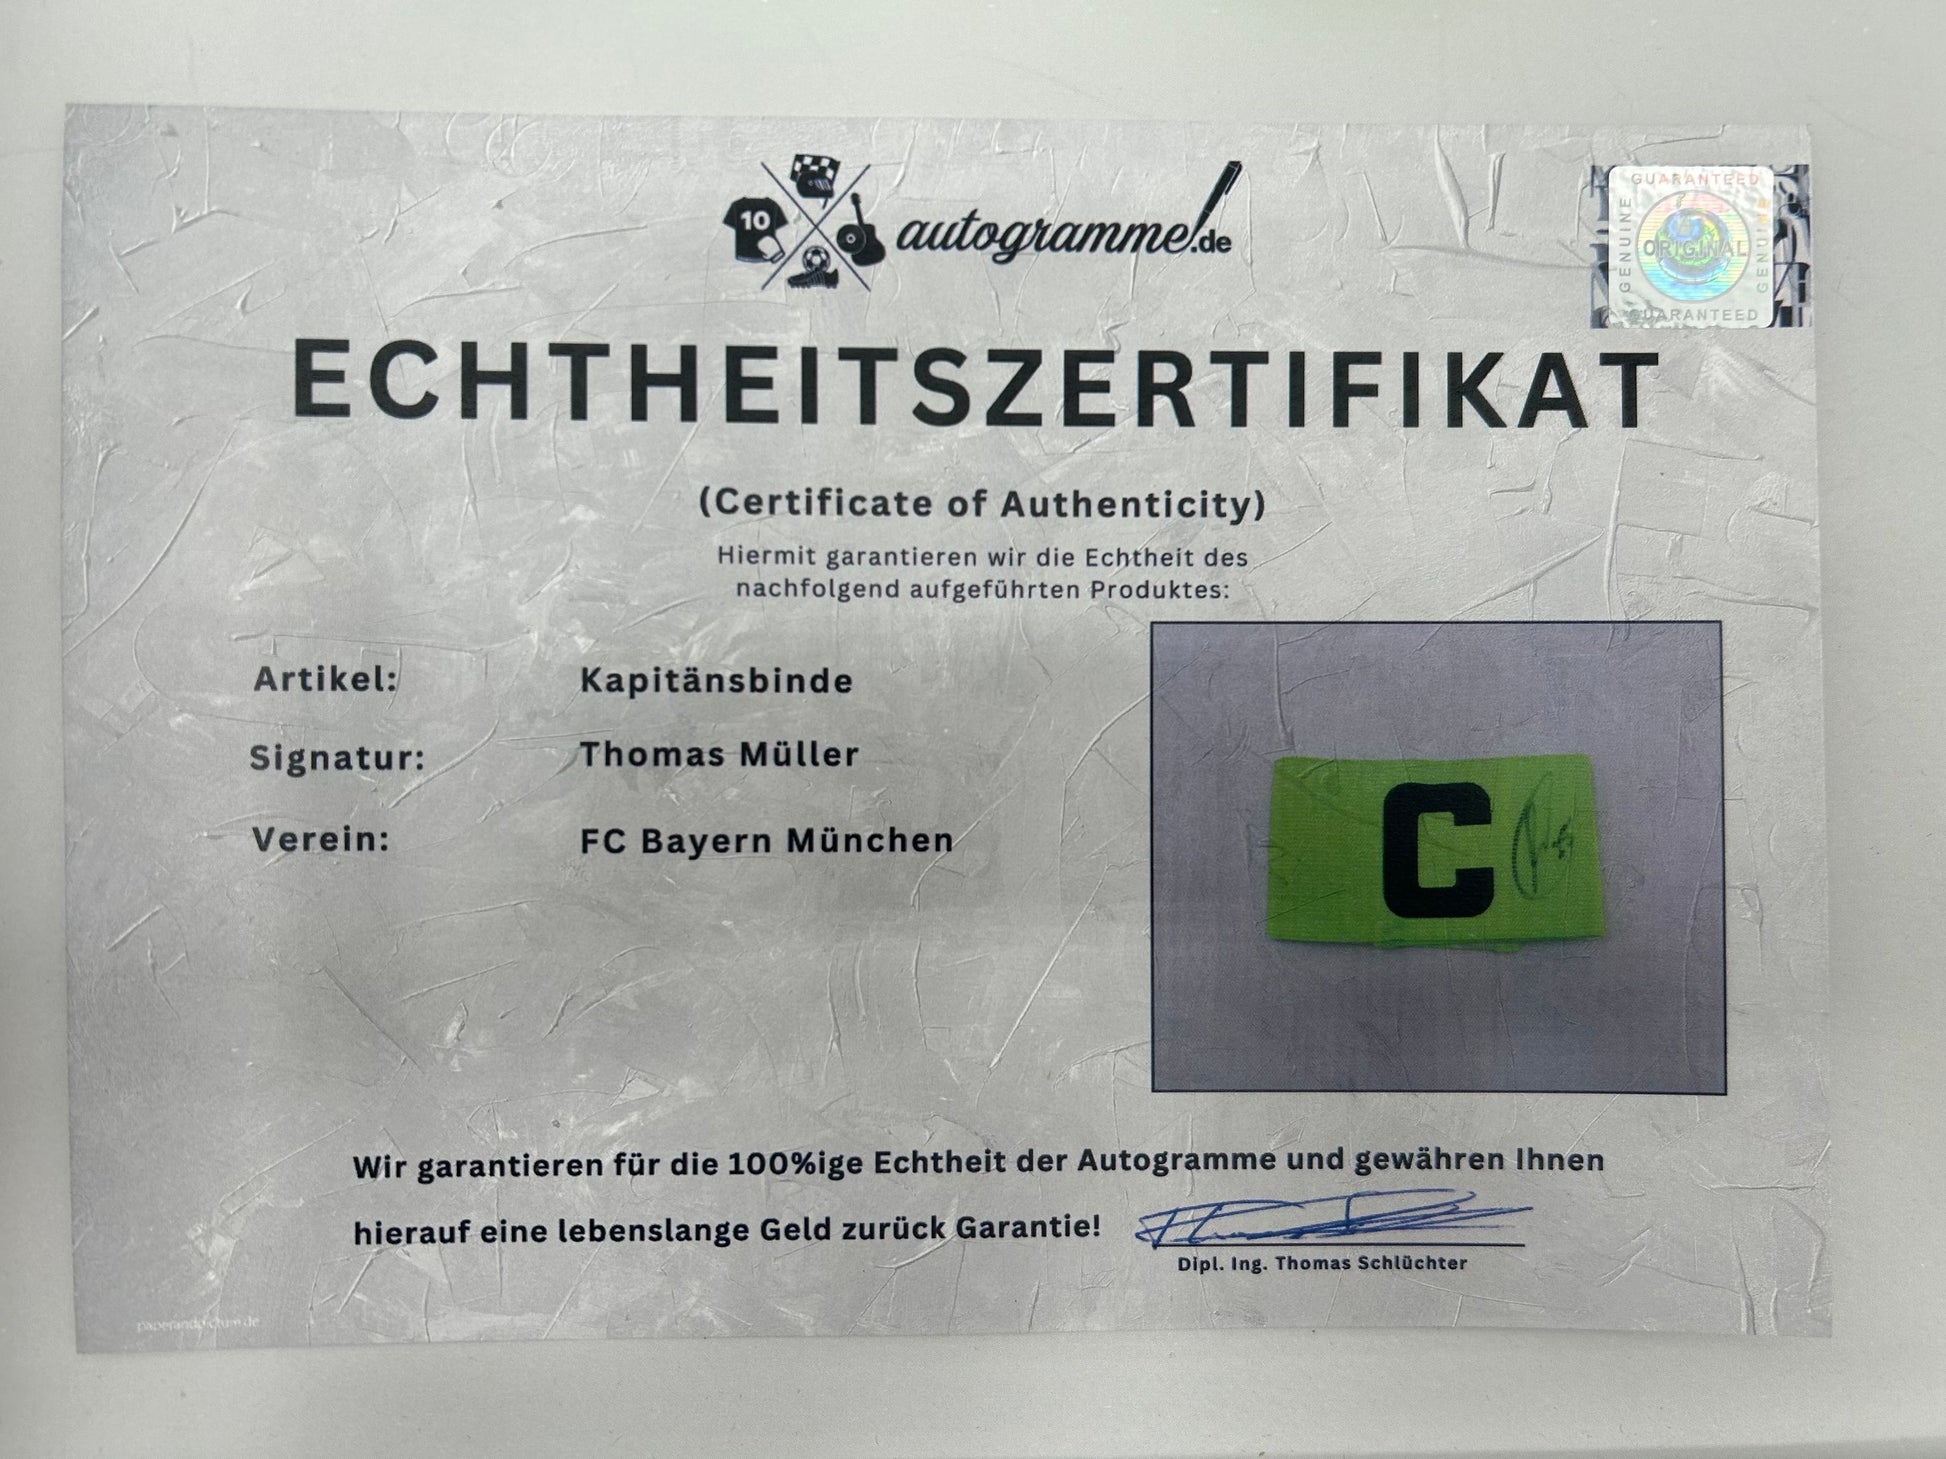 10
autogramme!.de
GUARANTEED
GENUINE
ORIGINAL
GENUINE
GUARANTEED
ECHTHEITSZERTIFIKAT
(Certificate of Authenticity)
Hiermit garantieren wir die Echtheit des
nachfolgend aufgeführten Produktes:
Artikel: Kapitänsbinde
Signatur: Thomas Müller
Verein: FC Bayern München
C
Wir garantieren für die 100%ige Echtheit der Autogramme und gewähren Ihnen
hierauf eine lebenslange Geld zurück Garantie!
Dipl. Ing. Thomas Schlüchter